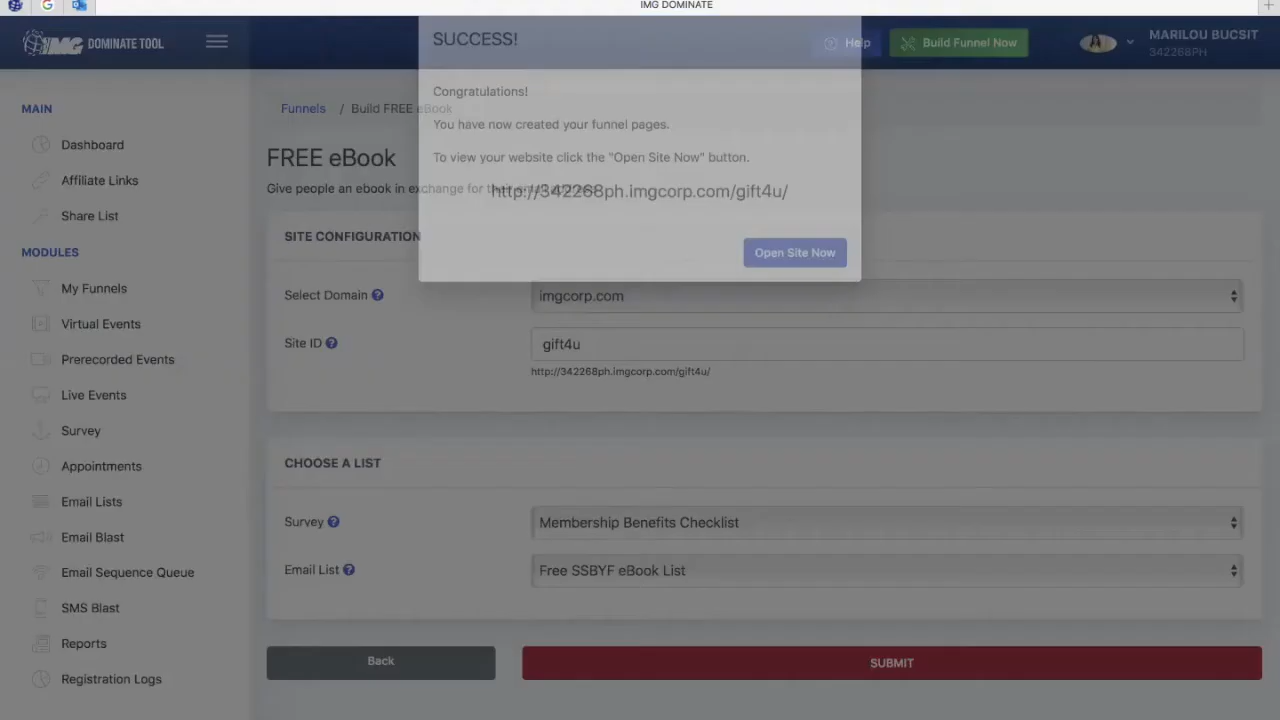 IMG DOMINATE
IMG DOMINATE TOOL
SUCCESS!
Help
Build Funnel Now
MARILOU BUCSIT
342268PH
MAIN
Dashboard
Affiliate Links
Share List
MODULES
My Funnels
Virtual Events
Prerecorded Events
Live Events
Survey
Appointments
Email Lists
Email Blast
Email Sequence Queue
SMS Blast
Reports
Registration Logs
Congratulations!
You have now created your funnel pages.
To view your website click the "Open Site Now" button.
http://342268ph.imgcorp.com/gift4u/
Open Site Now
Funnels / Build FREE eBook
FREE eBook
Give people an ebook in exchange for their email
SITE CONFIGURATION
Select Domain
imgcorp.com
Site ID
gift4u
http://342268ph.imgcorp.com/gift4u/
CHOOSE A LIST
Survey
Membership Benefits Checklist
Email List
Free SSBYF eBook List
Back
SUBMIT